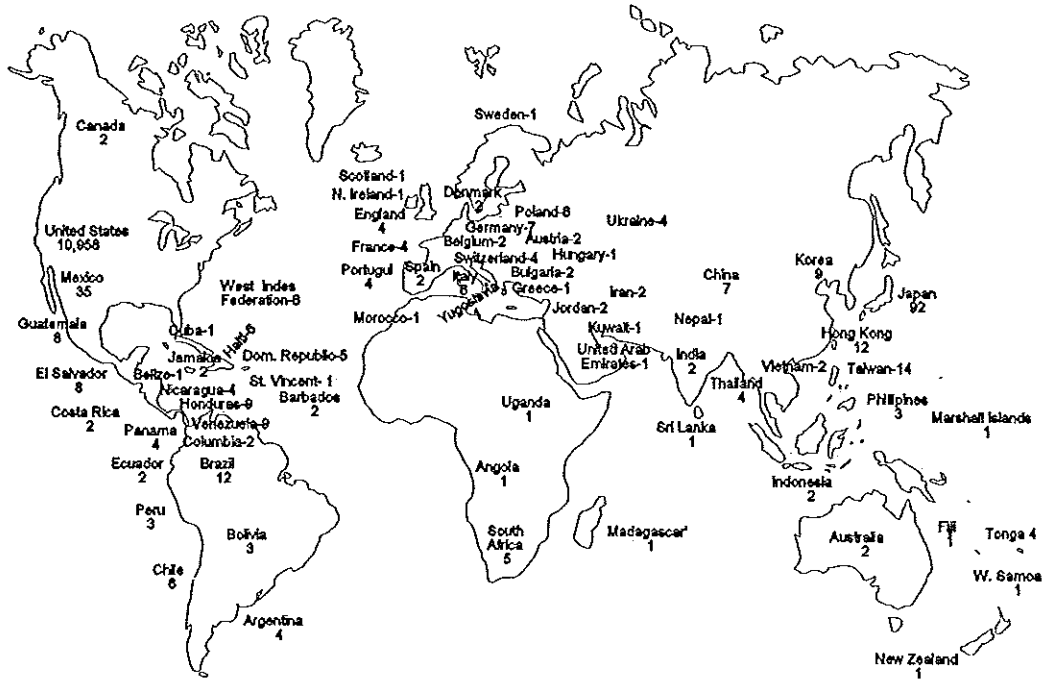 Sweden-1
Canada
2
Scotland-1
N. Ireland-1
Denmark
2
England
4
Poland-6
Ukraine-4
Germany-7
United States
10,958
Belgium-2
Austria-2
France-4
Switzerland-4
Hungary-1
Korea
9
China
7
Mexico
35
Portugul
4
Spain
2
Italy
8
Bulgaria-2
Greece-1
Yugoslavia
West Indes
Federation-6
Iran-2
Japan
92
Jordan-2
Morocco-1
Nepal-1
Guatemala
8
Cuba-1
Haiti-6
Kuwait-1
Hong Kong
12
Jamakia
2
Dom. Republic-5
United Arab
Emirates-1
India
2
Vietnam-2
Taiwan-14
El Salvador
8
Belize-1
St. Vincent- 1
Thailand
4
Nicaragua-4
Barbados
2
Honduras-9
Uganda
1
Philipines
3
Costa Rica
2
Sri Lanka
1
Marshall Islands
1
Panama
4
Venezuela-9
Columbia-2
Ecuador
2
Brazil
12
Angola
1
Indonesia
2
Peru
3
Bolivia
3
South
Africa
5
Madagascar
1
Australia
2
Fiji
Tonga 4
Chile
6
W. Samoa
1
Argentina
4
New Zealand
1